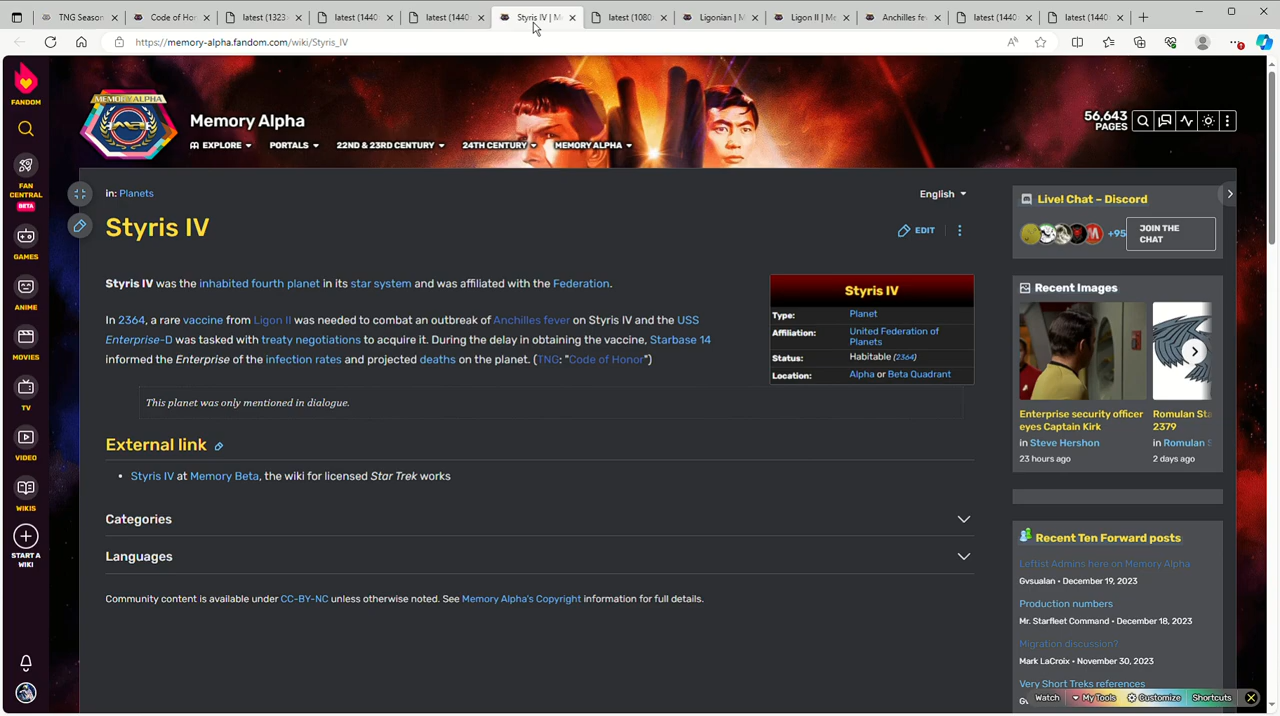 TNG Season
Code of Hor
latest (1323
latest (1440
latest (1440
Styris IV | M
latest (1080
Ligonian | M
Ligon II | Me
Anchilles fev
latest (1440
latest (1440
https://memory-alpha.fandom.com/wiki/Styris_IV
FANDOM
FAN CENTRAL
BETA
GAMES
ANIME
MOVIES
TV
VIDEO
WIKIS
START A WIKI
MEMORY ALPHA
Memory Alpha
EXPLORE
PORTALS
22ND & 23RD CENTURY
24TH CENTURY
MEMORY ALPHA
56,643
PAGES
in: Planets
English
Styris IV
EDIT
Styris IV was the inhabited fourth planet in its star system and was affiliated with the Federation.
In 2364, a rare vaccine from Ligon II was needed to combat an outbreak of Anchilles fever on Styris IV and the USS
Enterprise-D was tasked with treaty negotiations to acquire it. During the delay in obtaining the vaccine, Starbase 14
informed the Enterprise of the infection rates and projected deaths on the planet. (TNG: "Code of Honor")
This planet was only mentioned in dialogue.
Styris IV
Type: Planet
Affiliation: United Federation of
Planets
Status: Habitable (2364)
Location: Alpha or Beta Quadrant
External link
• Styris IV at Memory Beta, the wiki for licensed Star Trek works
Categories
Languages
Community content is available under CC-BY-NC unless otherwise noted. See Memory Alpha's Copyright information for full details.
Live! Chat – Discord
+95
JOIN THE
CHAT
Recent Images
Enterprise security officer
eyes Captain Kirk
in Steve Hershon
23 hours ago
Romulan Sta
2379
in Romulan S
2 days ago
Recent Ten Forward posts
Leftist Admins here on Memory Alpha
Gvsualan • December 19, 2023
Production numbers
Mr. Starfleet Command • December 18, 2023
Migration discussion?
Mark LaCroix • November 30, 2023
Very Short Treks references
Watch
My Tools
Customize
Shortcuts